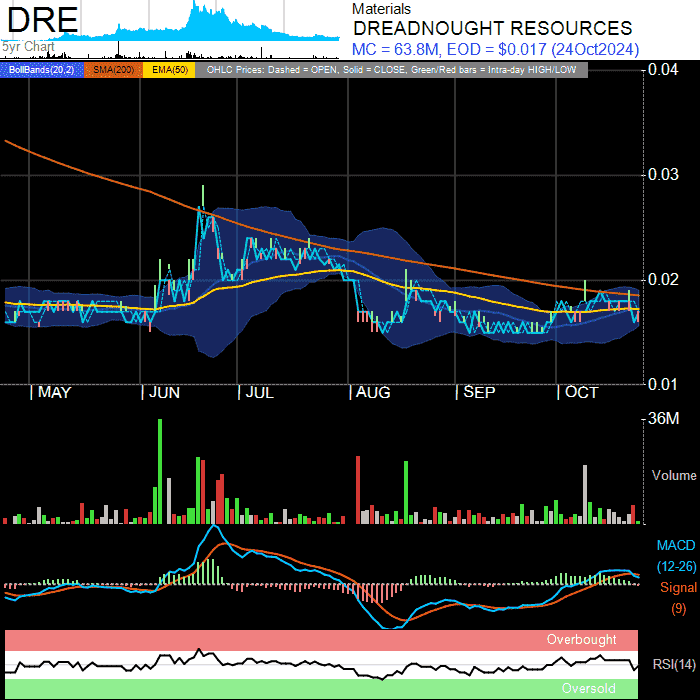 DRE
5yr Chart
Materials
DREADNOUGHT RESOURCES
MC = 63.8M, EOD = $0.017 (24Oct2024)
BollBands(20,2) SMA(200) EMA(50) OHLC Prices: Dashed = OPEN, Solid = CLOSE, Green/Red bars = Intra-day HIGH/LOW
0.04
0.03
0.02
0.01
| MAY | JUN | JUL | AUG | SEP | OCT
36M
Volume
MACD
(12-26)
Signal
(9)
Overbought
RSI(14)
Oversold